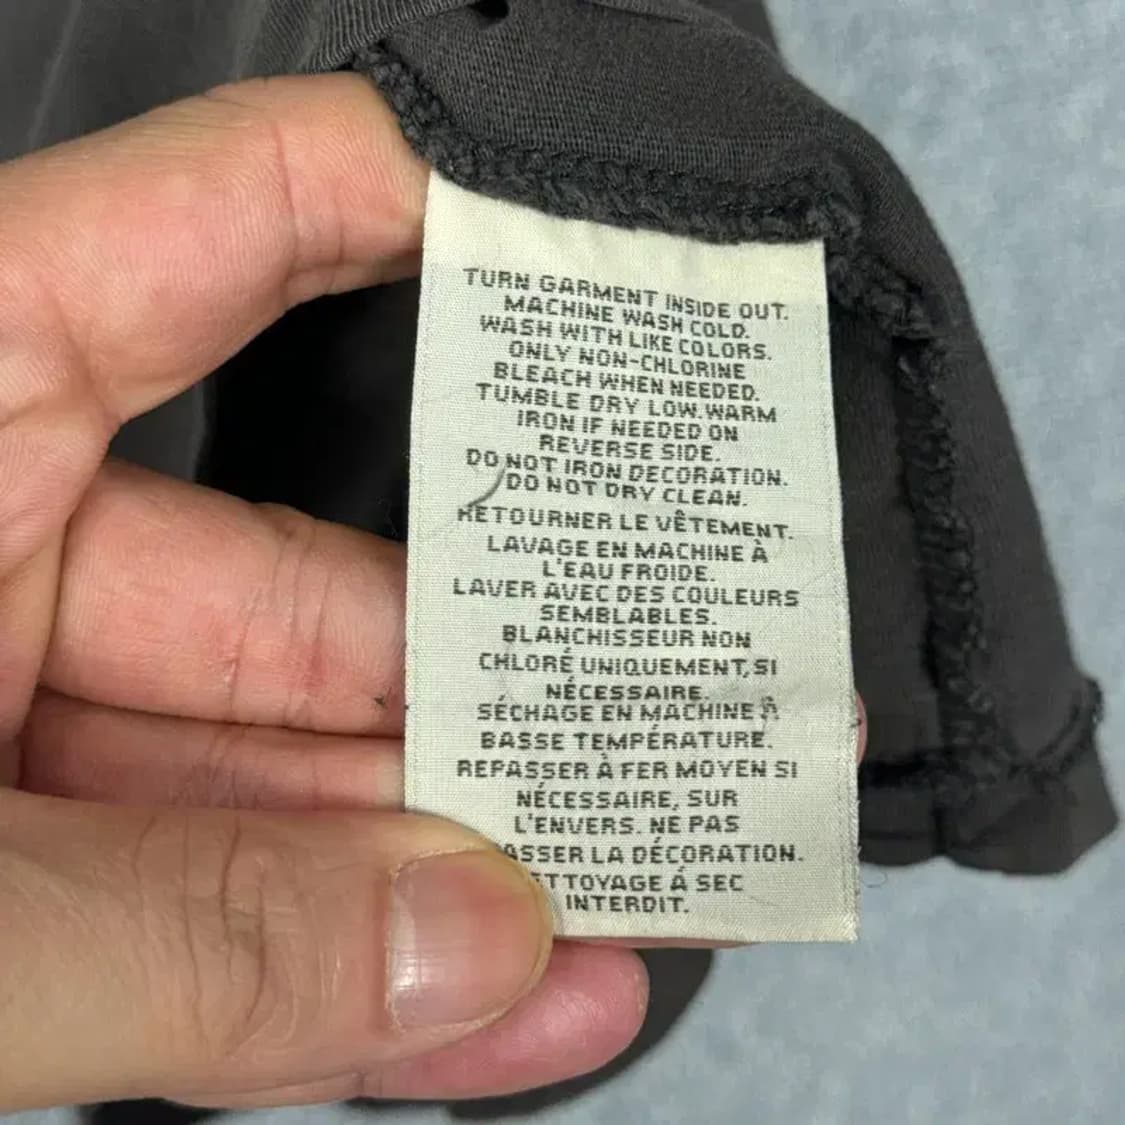 TURN GARMENT INSIDE OUT.
MACHINE WASH COLD.
WASH WITH LIKE COLORS.
ONLY NON-CHLORINE
BLEACH WHEN NEEDED.
TUMBLE DRY LOW. WARM
IRON IF NEEDED ON
REVERSE SIDE.
DO NOT IRON DECORATION.
DO NOT DRY CLEAN.
RETOURNER LE VÊTEMENT.
LAVAGE EN MACHINE À
L'EAU FROIDE.
LAVER AVEC DES COULEURS
SEMBLABLES.
BLANCHISSEUR NON
CHLORÉ UNIQUEMENT, SI
NÉCESSAIRE.
SÉCHAGE EN MACHINE À
BASSE TEMPÉRATURE.
REPASSER À FER MOYEN SI
NÉCESSAIRE, SUR
L'ENVERS. NE PAS
LA DÉCORATION.
À SEC
INTERDIT.